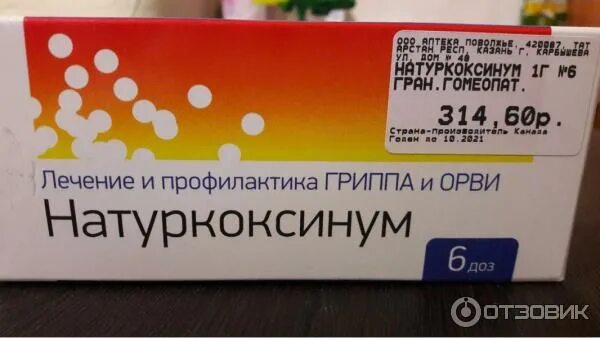 ООО АПТЕКА ПОВОЛЖЬЕ, 420087, ТАТ
АРСТАН РЕСП, КАЗАНЬ Г, КАРБЫШЕВА
УЛ, ДОМ № 40
НАТУРКОКСИНУМ 1Г №6
ГРАН.ГОМЕОПАТ.
314,60р.
Страна-производитель Канада
Годен до 10.2021
Лечение и профилактика ГРИППА и ОРВИ
Натуркоксинум
6 доз
ОТЗОВИК